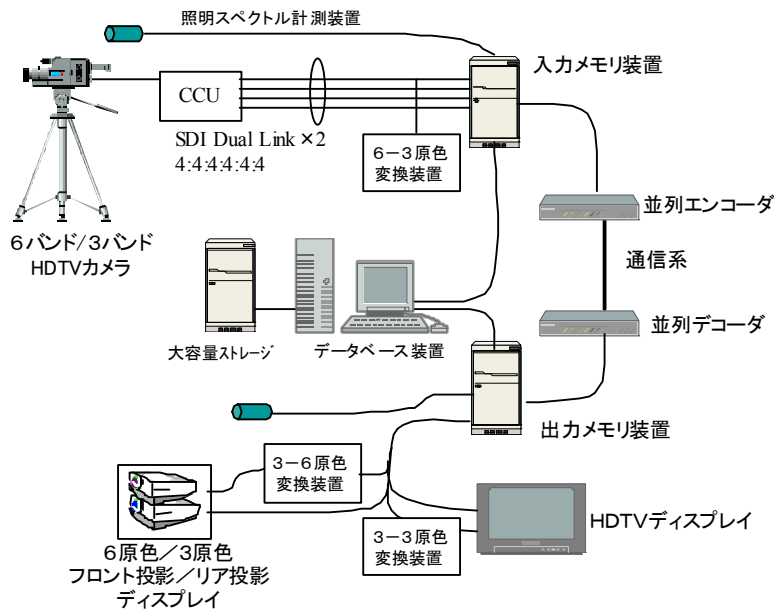 照明スペクトル計測装置
入力メモリ装置
CCU
SDI Dual Link ×2
4:4:4:4:4:4
6－3原色
変換装置
6バンド/3バンド
HDTVカメラ
並列エンコーダ
通信系
並列デコーダ
大容量ストレージ
データベース装置
出力メモリ装置
3－6原色
変換装置
3－3原色
変換装置
HDTVディスプレイ
6原色／3原色
フロント投影／リア投影
ディスプレイ